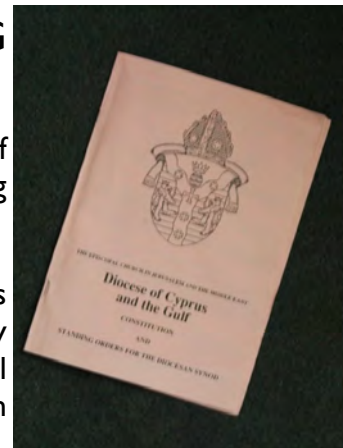 G
f
g
THE EPISCOPAL CHURCH IN JERUSALEM AND THE MIDDLE EAST
Diocese of Cyprus
and the Gulf
CONSTITUTION
AND
STANDING ORDERS FOR THE DIOCESAN SYNOD
s
y
l
n